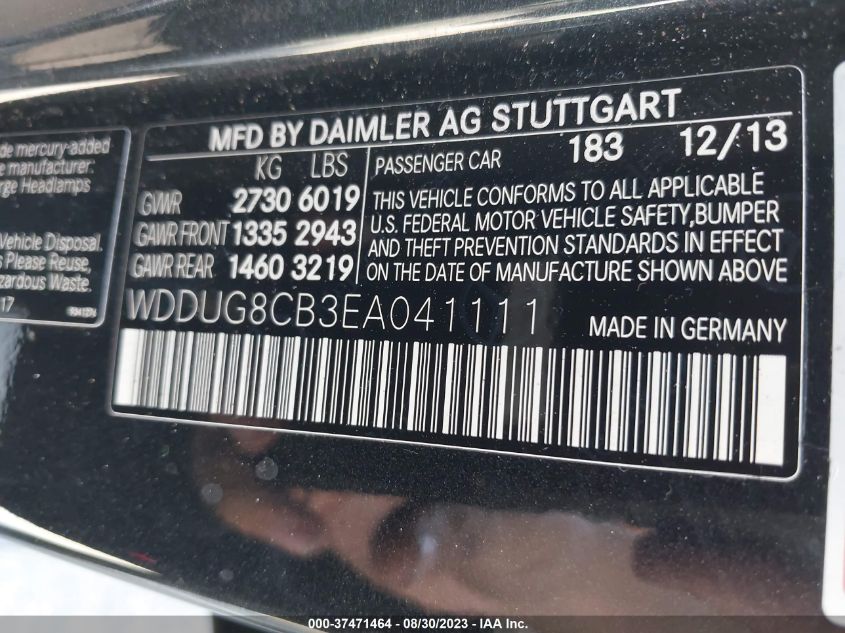 MFD BY DAIMLER AG STUTTGART
KG LBS
GVWR 2730 6019
GAWR FRONT 1335 2943
GAWR REAR 1460 3219
PASSENGER CAR 183 12/13
THIS VEHICLE CONFORMS TO ALL APPLICABLE
U.S. FEDERAL MOTOR VEHICLE SAFETY,BUMPER
AND THEFT PREVENTION STANDARDS IN EFFECT
ON THE DATE OF MANUFACTURE SHOWN ABOVE
WDDUG8CB3EA041111 MADE IN GERMANY
de mercury-added
e manufacturer:
rge Headlamps
Vehicle Disposal.
s Please Reuse,
zardous Waste.
17
000-37471464 - 08/30/2023 - IAA Inc.